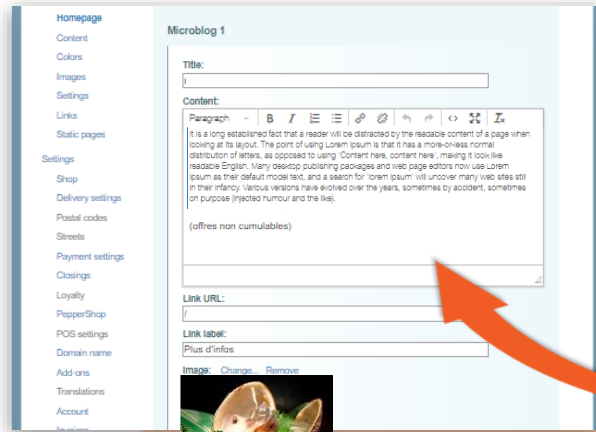 Homepage
Content
Colors
Images
Settings
Links
Static pages
Settings
Shop
Delivery settings
Postal codes
Streets
Payment settings
Closings
Loyalty
PepperShop
POS settings
Domain name
Add-ons
Translations
Account
Microblog 1
Title:
Content:
Paragraph
It is a long established fact that a reader will be distracted by the readable content of a page when
looking at its layout. The point of using Lorem Ipsum is that it has a more-or-less normal
distribution of letters, as opposed to using 'Content here, content here', making it look like
readable English. Many desktop publishing packages and web page editors now use Lorem
Ipsum as their default model text, and a search for 'lorem ipsum' will uncover many web sites still
in their infancy. Various versions have evolved over the years, sometimes by accident, sometimes
on purpose (injected humour and the like).
(offres non cumulables)
Link URL:
/
Link label:
Plus d'infos
Image: Change... Remove